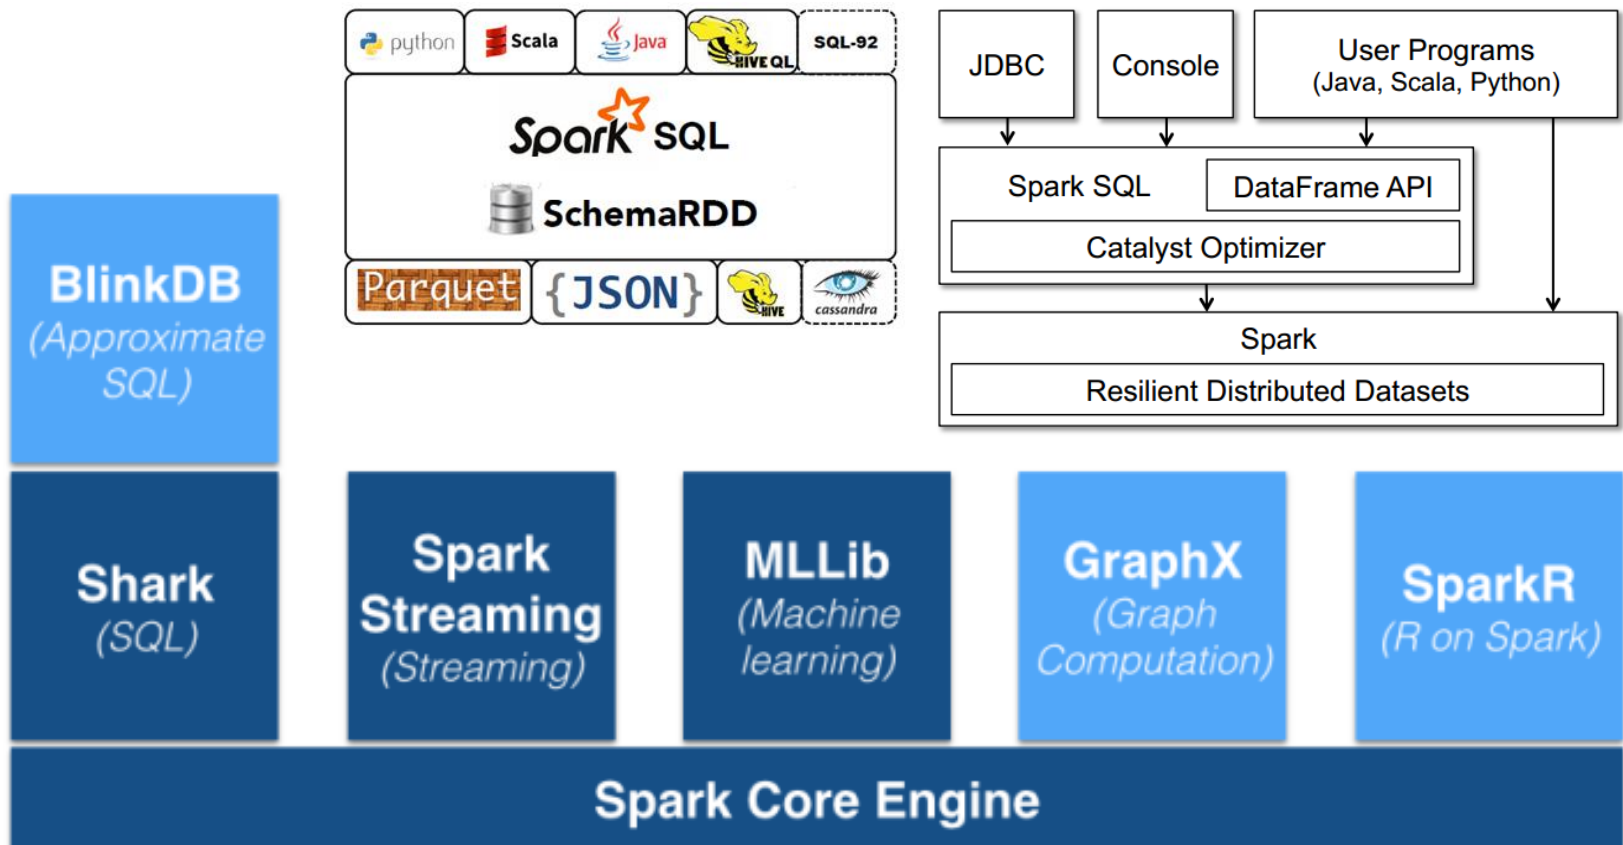 python
Scala
Java
HIVE QL
SQL-92
Spark SQL
SchemaRDD
Parquet
{JSON}
HIVE
cassandra
JDBC
Console
User Programs
(Java, Scala, Python)
Spark SQL
DataFrame API
Catalyst Optimizer
Spark
Resilient Distributed Datasets
BlinkDB
(Approximate
SQL)
Shark
(SQL)
Spark
Streaming
(Streaming)
MLLib
(Machine
learning)
GraphX
(Graph
Computation)
SparkR
(R on Spark)
Spark Core Engine